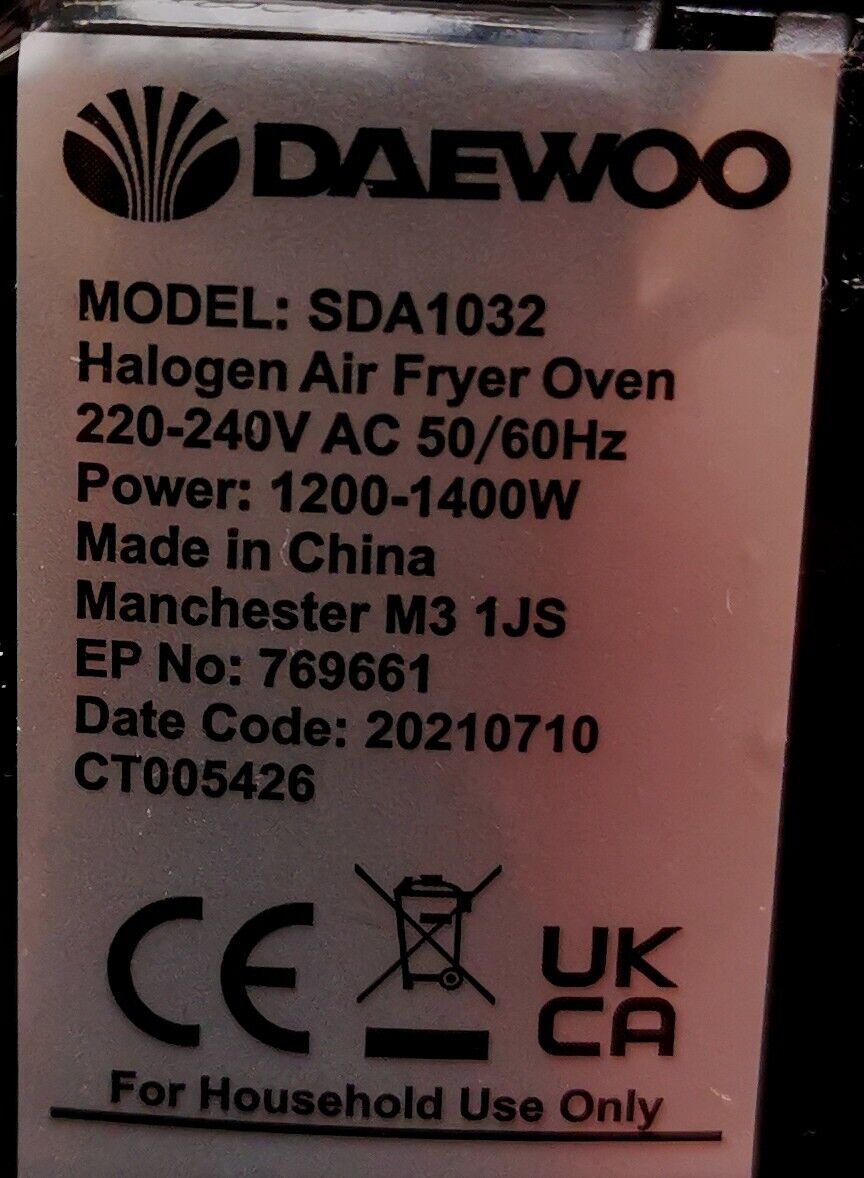 DAEWOO
MODEL: SDA1032
Halogen Air Fryer Oven
220-240V AC 50/60Hz
Power: 1200-1400W
Made in China
Manchester M3 1JS
EP No: 769661
Date Code: 20210710
CT005426
CE
UK
CA
For Household Use Only